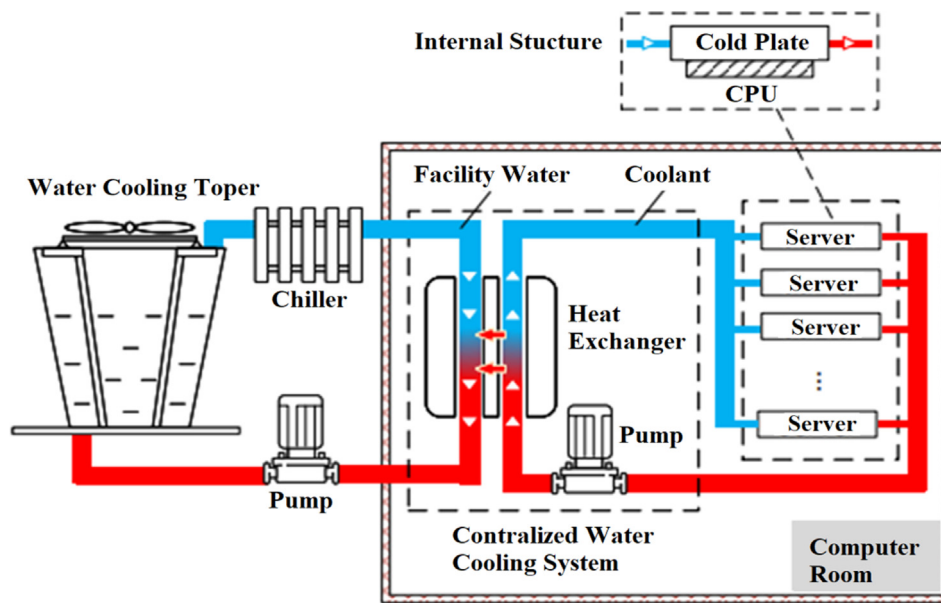 Internal Stucture
Cold Plate
CPU
Water Cooling Toper
Facility Water
Coolant
Chiller
Heat
Exchanger
Server
Server
Server
...
Server
Pump
Pump
Contralized Water
Cooling System
Computer
Room